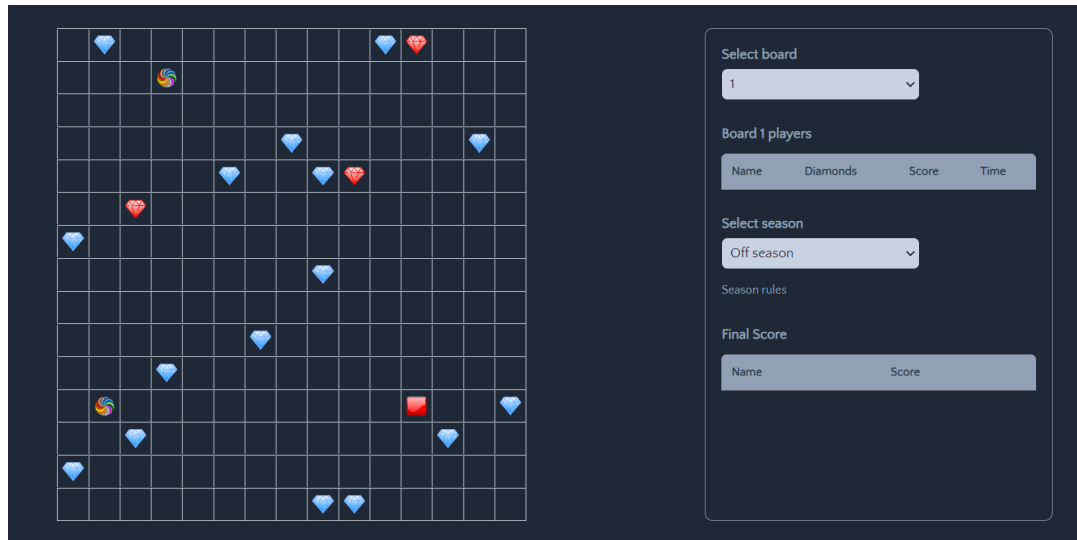 Select board
1
Board 1 players
Name Diamonds Score Time
Select season
Off season
Season rules
Final Score
Name Score